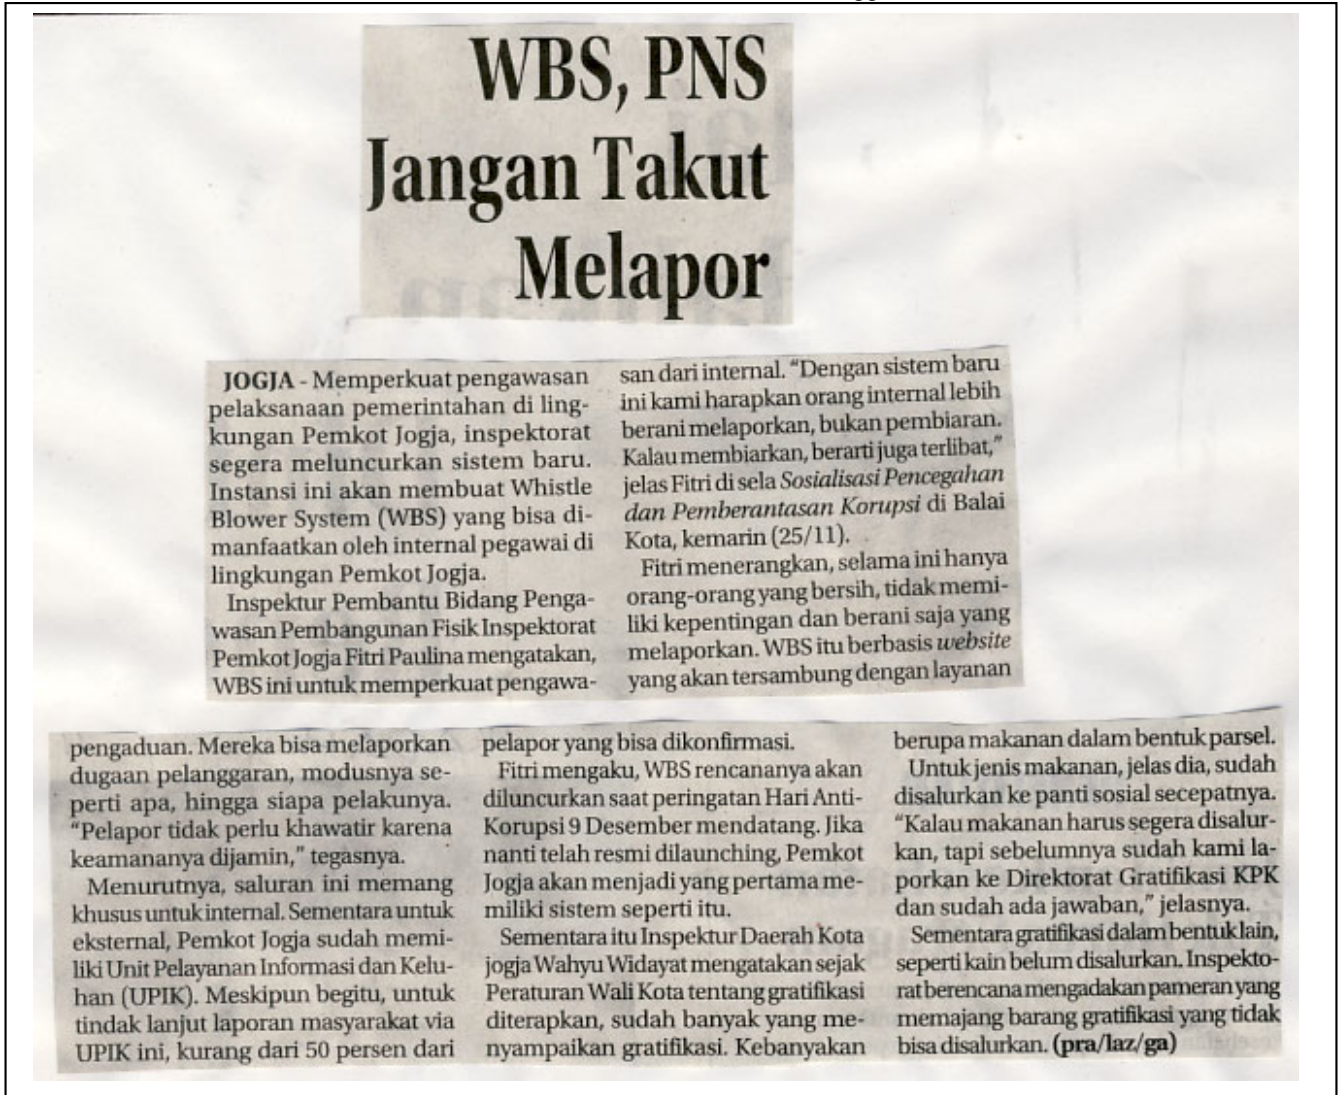 WBS, PNS
Jangan Takut
Melapor
JOGJA - Memperkuat pengawasan
pelaksanaan pemerintahan di ling-
kungan Pemkot Jogja, inspektorat
segera meluncurkan sistem baru.
Instansi ini akan membuat Whistle
Blower System (WBS) yang bisa di-
manfaatkan oleh internal pegawai di
lingkungan Pemkot Jogja.
Inspektur Pembantu Bidang Penga-
wasan Pembangunan Fisik Inspektorat
Pemkot Jogja Fitri Paulina mengatakan,
WBS ini untuk memperkuat pengawa-
san dari internal. “Dengan sistem baru
ini kami harapkan orang internal lebih
berani melaporkan, bukan pembiaran.
Kalau membiarkan, berarti juga terlibat,”
jelas Fitri di sela Sosialisasi Pencegahan
dan Pemberantasan Korupsi di Balai
Kota, kemarin (25/11).
Fitri menerangkan, selama ini hanya
orang-orang yang bersih, tidak memi-
liki kepentingan dan berani saja yang
melaporkan. WBS itu berbasis website
yang akan tersambung dengan layanan
pengaduan. Mereka bisa melaporkan
dugaan pelanggaran, modusnya se-
perti apa, hingga siapa pelakunya.
“Pelapor tidak perlu khawatir karena
keamananya dijamin,” tegasnya.
Menurutnya, saluran ini memang
khusus untuk internal. Sementara untuk
eksternal, Pemkot Jogja sudah memi-
liki Unit Pelayanan Informasi dan Kelu-
han (UPIK). Meskipun begitu, untuk
tindak lanjut laporan masyarakat via
UPIK ini, kurang dari 50 persen dari
pelapor yang bisa dikonfirmasi.
Fitri mengaku, WBS rencananya akan
diluncurkan saat peringatan Hari Anti-
Korupsi 9 Desember mendatang. Jika
nanti telah resmi dilaunching, Pemkot
Jogja akan menjadi yang pertama me-
miliki sistem seperti itu.
Sementara itu Inspektur Daerah Kota
jogja Wahyu Widayat mengatakan sejak
Peraturan Wali Kota tentang gratifikasi
diterapkan, sudah banyak yang me-
nyampaikan gratifikasi. Kebanyakan
berupa makanan dalam bentuk parsel.
Untuk jenis makanan, jelas dia, sudah
disalurkan ke panti sosial secepatnya.
“Kalau makanan harus segera disalur-
kan, tapi sebelumnya sudah kami la-
porkan ke Direktorat Gratifikasi KPK
dan sudah ada jawaban,” jelasnya.
Sementara gratifikasi dalam bentuk lain,
seperti kain belum disalurkan. Inspekto-
rat berencana mengadakan pameran yang
memajang barang gratifikasi yang tidak
bisa disalurkan. (pra/laz/ga)